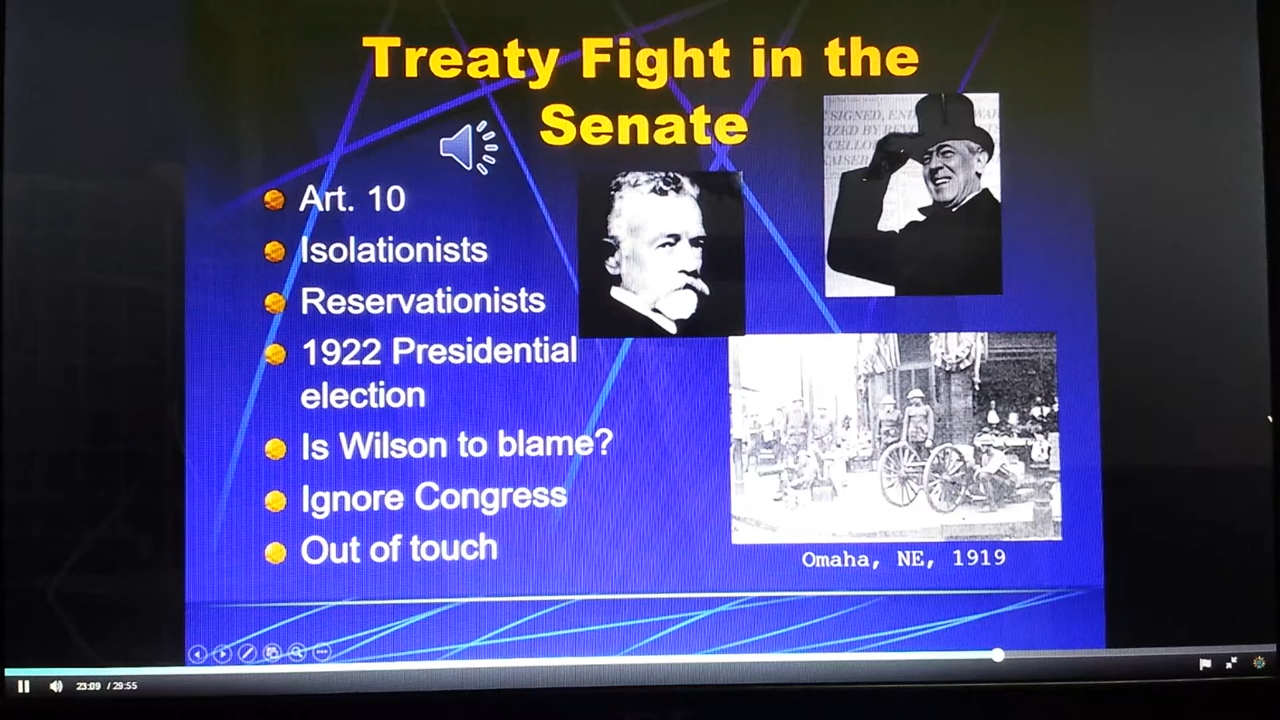 Treaty Fight in the
Senate
Art. 10
Isolationists
Reservationists
1922 Presidential
election
Is Wilson to blame?
Ignore Congress
Out of touch
Omaha, NE, 1919
23:09 / 29:55